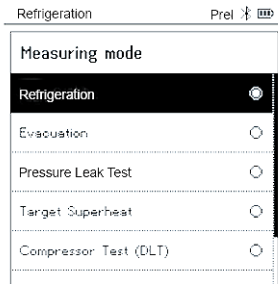 Refrigeration Prel
Measuring mode
Refrigeration
Evacuation
Pressure Leak Test
Target Superheat
Compressor Test (DLT)